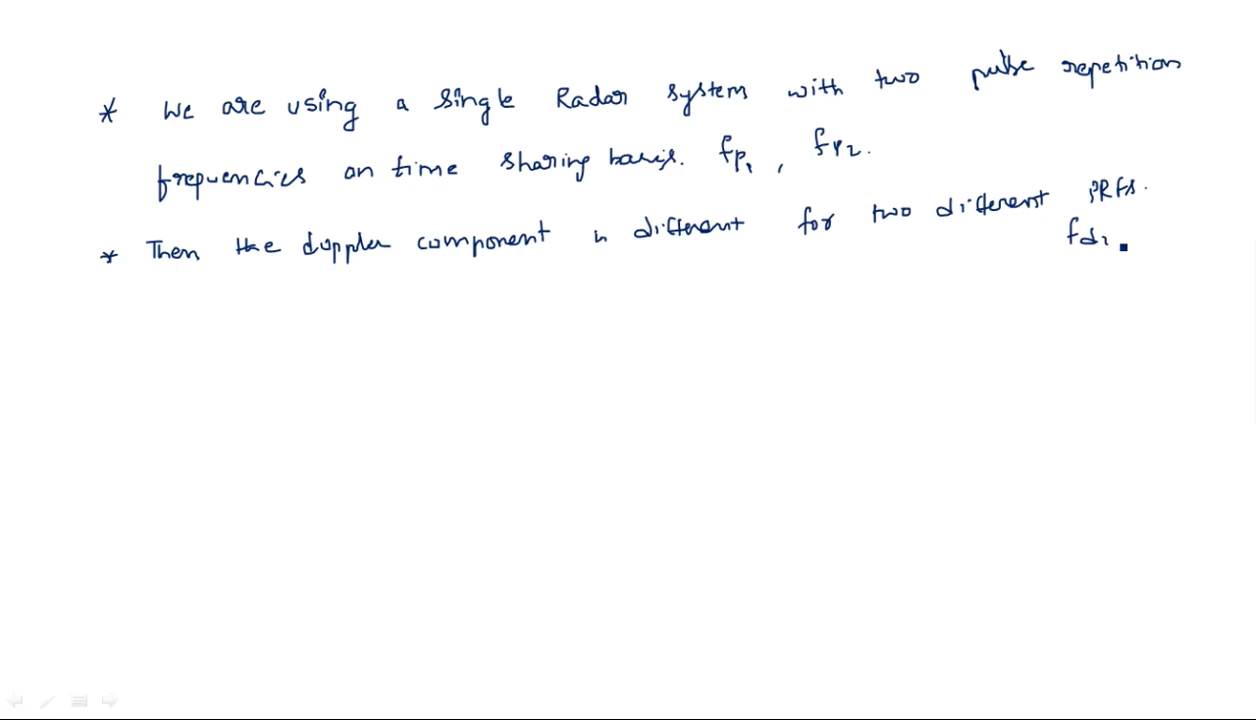 * We are using a single Radar system with two pulse repetition
frequencies on time sharing basis. fp1 , fp2.
* Then the doppler component is different for two different PRFs.
fd1